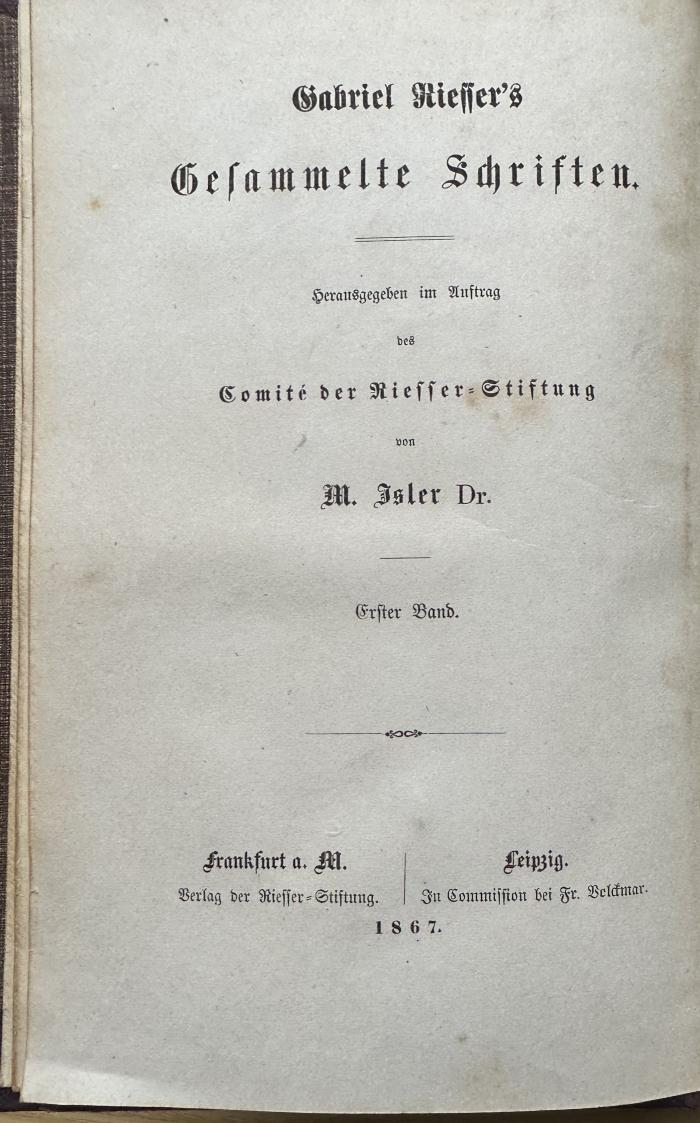 Gabriel Rieſſer's
Geſammelte Schriften.
Herausgegeben im Auftrag
des
Comité der Rieſſer-Stiftung
von
M. Isler Dr.
Erſter Band.
Frankfurt a. M.
Verlag der Rieſſer-Stiftung.
Leipzig.
In Commiſſion bei Fr. Volckmar.
1867.